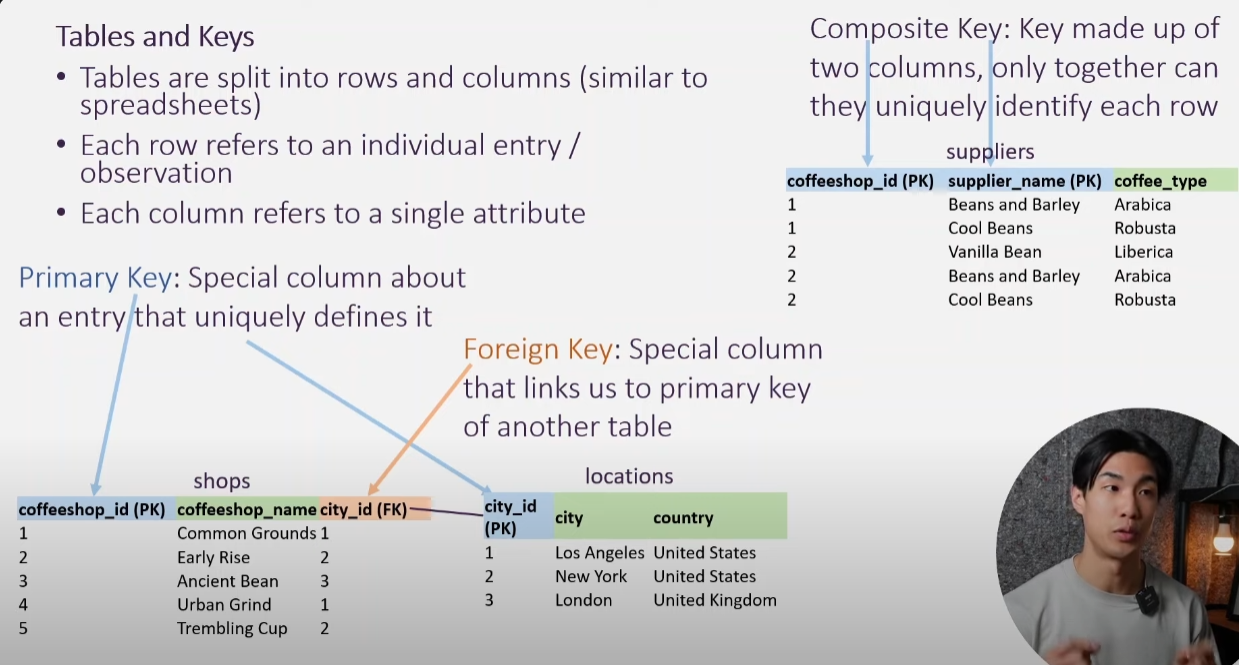 Tables and Keys
• Tables are split into rows and columns (similar to
spreadsheets)
• Each row refers to an individual entry /
observation
• Each column refers to a single attribute
Composite Key: Key made up of
two columns, only together can
they uniquely identify each row
suppliers
coffeeshop_id (PK) supplier_name (PK) coffee_type
1 Beans and Barley Arabica
1 Cool Beans Robusta
2 Vanilla Bean Liberica
2 Beans and Barley Arabica
2 Cool Beans Robusta
Primary Key: Special column about
an entry that uniquely defines it
Foreign Key: Special column
that links us to primary key
of another table
shops
coffeeshop_id (PK) coffeeshop_name city_id (FK)
1 Common Grounds 1
2 Early Rise 2
3 Ancient Bean 3
4 Urban Grind 1
5 Trembling Cup 2
locations
city_id
(PK) city country
1 Los Angeles United States
2 New York United States
3 London United Kingdom